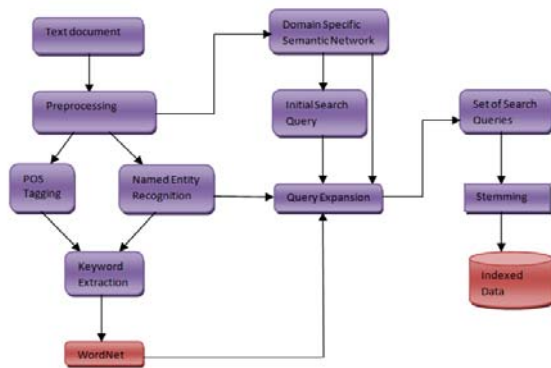 Text document
Domain Specific
Semantic Network
Preprocessing
Initial Search
Query
Set of Search
Queries
POS
Tagging
Named Entity
Recognition
Query Expansion
Stemming
Keyword
Extraction
Indexed
Data
WordNet